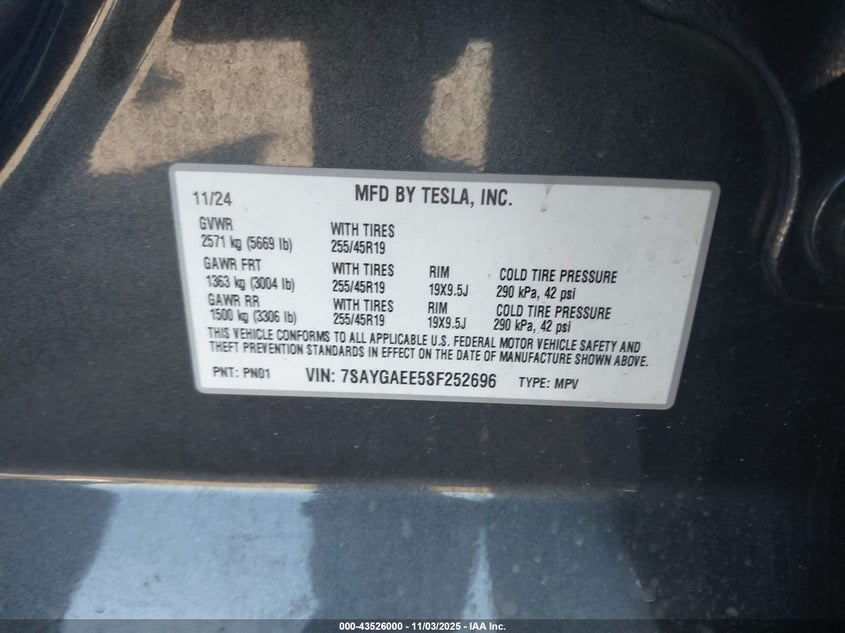 11/24 MFD BY TESLA, INC.
GVWR WITH TIRES
2571 kg (5669 lb) 255/45R19
GAWR FRT WITH TIRES RIM COLD TIRE PRESSURE
1363 kg (3004 lb) 255/45R19 19X9.5J 290 kPa, 42 psi
GAWR RR WITH TIRES RIM COLD TIRE PRESSURE
1500 kg (3306 lb) 255/45R19 19X9.5J 290 kPa, 42 psi
THIS VEHICLE CONFORMS TO ALL APPLICABLE U.S. FEDERAL MOTOR VEHICLE SAFETY AND
THEFT PREVENTION STANDARDS IN EFFECT ON THE DATE OF MANUFACTURE SHOWN ABOVE.
PNT: PN01 VIN: 7SAYGAEE5SF252696 TYPE: MPV
000-43526000 - 11/03/2025 - IAA Inc.